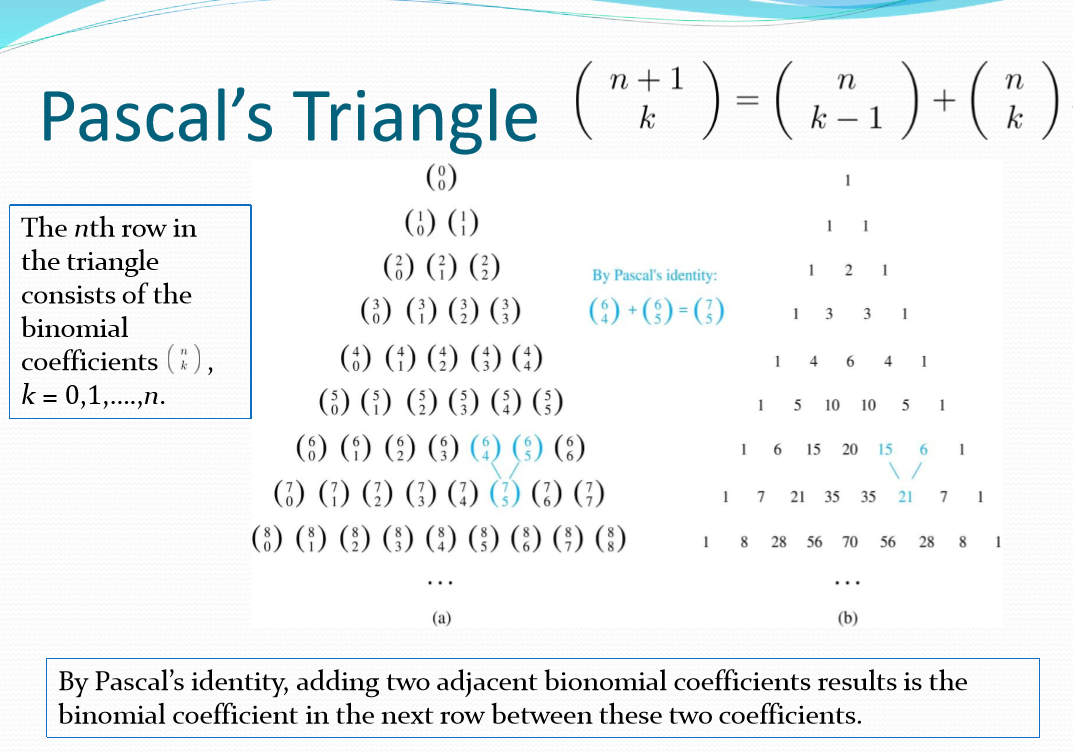 Pascal's Triangle
( n + 1 k ) = ( n k − 1 ) + ( n k )
The nth row in
the triangle
consists of the
binomial
coefficients ( n k ) ,
k = 0,1,....,n.
(0 0)
(1 0) (1 1)
(2 0) (2 1) (2 2)
(3 0) (3 1) (3 2) (3 3)
(4 0) (4 1) (4 2) (4 3) (4 4)
(5 0) (5 1) (5 2) (5 3) (5 4) (5 5)
(6 0) (6 1) (6 2) (6 3) (6 4) (6 5) (6 6)
(7 0) (7 1) (7 2) (7 3) (7 4) (7 5) (7 6) (7 7)
(8 0) (8 1) (8 2) (8 3) (8 4) (8 5) (8 6) (8 7) (8 8)
...
(a)
By Pascal's identity:
(6 4) + (6 5) = (7 5)
1
1 1
1 2 1
1 3 3 1
1 4 6 4 1
1 5 10 10 5 1
1 6 15 20 15 6 1
1 7 21 35 35 21 7 1
1 8 28 56 70 56 28 8 1
...
(b)
By Pascal's identity, adding two adjacent bionomial coefficients results is the
binomial coefficient in the next row between these two coefficients.